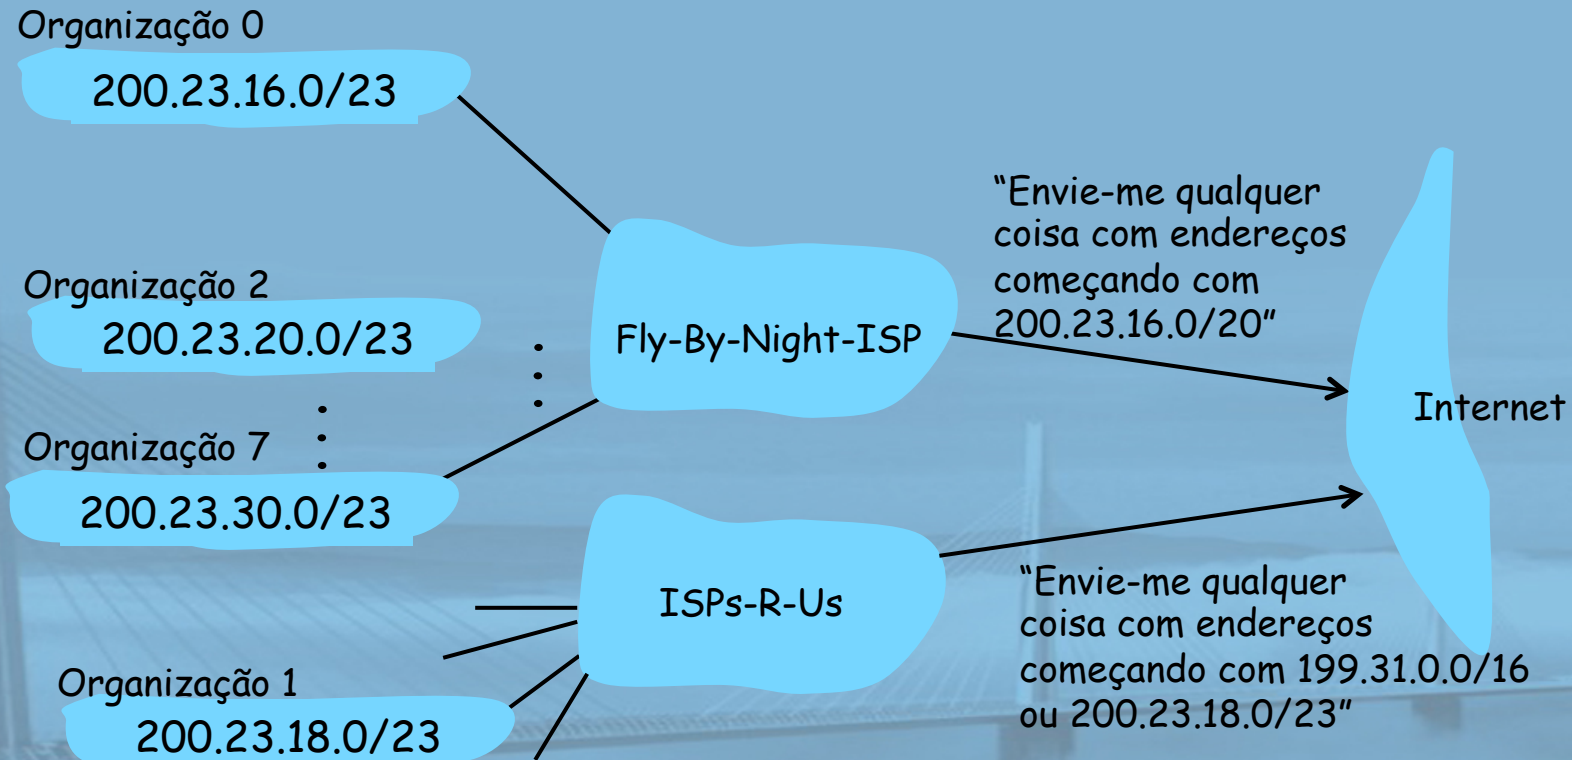 Organização 0
200.23.16.0/23
Organização 2
200.23.20.0/23
Organização 7
200.23.30.0/23
Fly-By-Night-ISP
“Envie-me qualquer
coisa com endereços
começando com
200.23.16.0/20”
Internet
ISPs-R-Us
“Envie-me qualquer
coisa com endereços
começando com 199.31.0.0/16
ou 200.23.18.0/23”
Organização 1
200.23.18.0/23